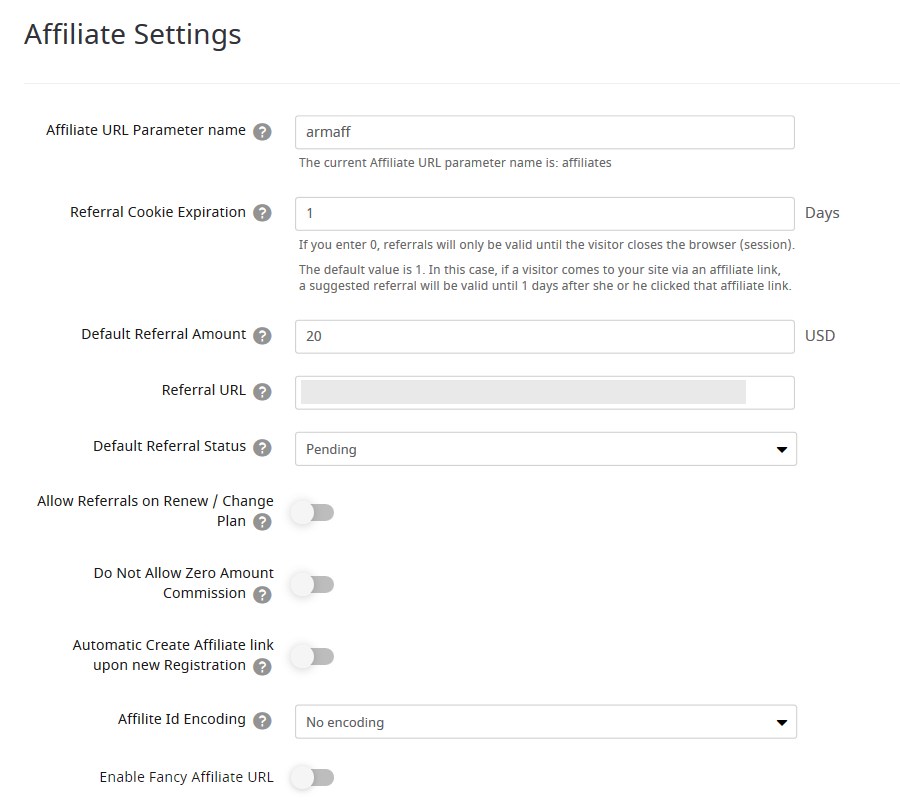 Affiliate Settings
Affiliate URL Parameter name ?
armaff
The current Affiliate URL parameter name is: affiliates
Referral Cookie Expiration ?
1
Days
If you enter 0, referrals will only be valid until the visitor closes the browser (session).
The default value is 1. In this case, if a visitor comes to your site via an affiliate link,
a suggested referral will be valid until 1 days after she or he clicked that affiliate link.
Default Referral Amount ?
20
USD
Referral URL ?
Default Referral Status ?
Pending
Allow Referrals on Renew / Change
Plan ?
Do Not Allow Zero Amount
Commission ?
Automatic Create Affiliate link
upon new Registration ?
Affilite Id Encoding ?
No encoding
Enable Fancy Affiliate URL